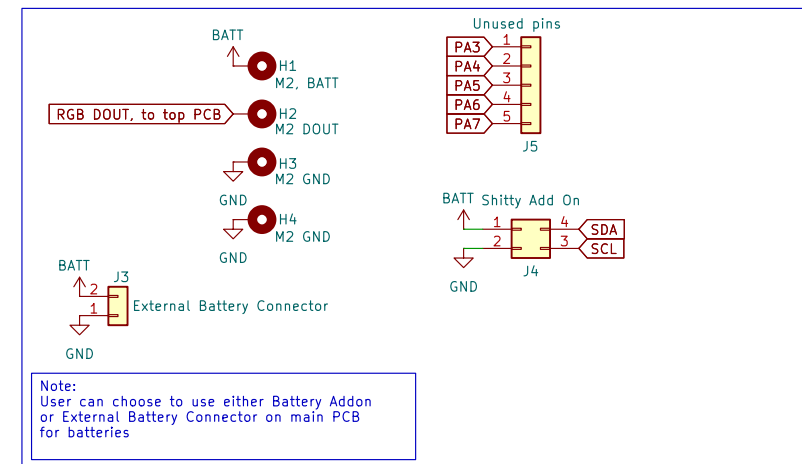 BATT
H1
M2, BATT
RGB DOUT, to top PCB
H2
M2 DOUT
H3
M2 GND
GND
H4
M2 GND
GND
Unused pins
PA3 1
PA4 2
PA5 3
PA6 4
PA7 5
J5
BATT Shitty Add On
1 4 SDA
2 3 SCL
J4
GND
BATT
J3
2
External Battery Connector
1
GND
Note:
User can choose to use either Battery Addon
or External Battery Connector on main PCB
for batteries